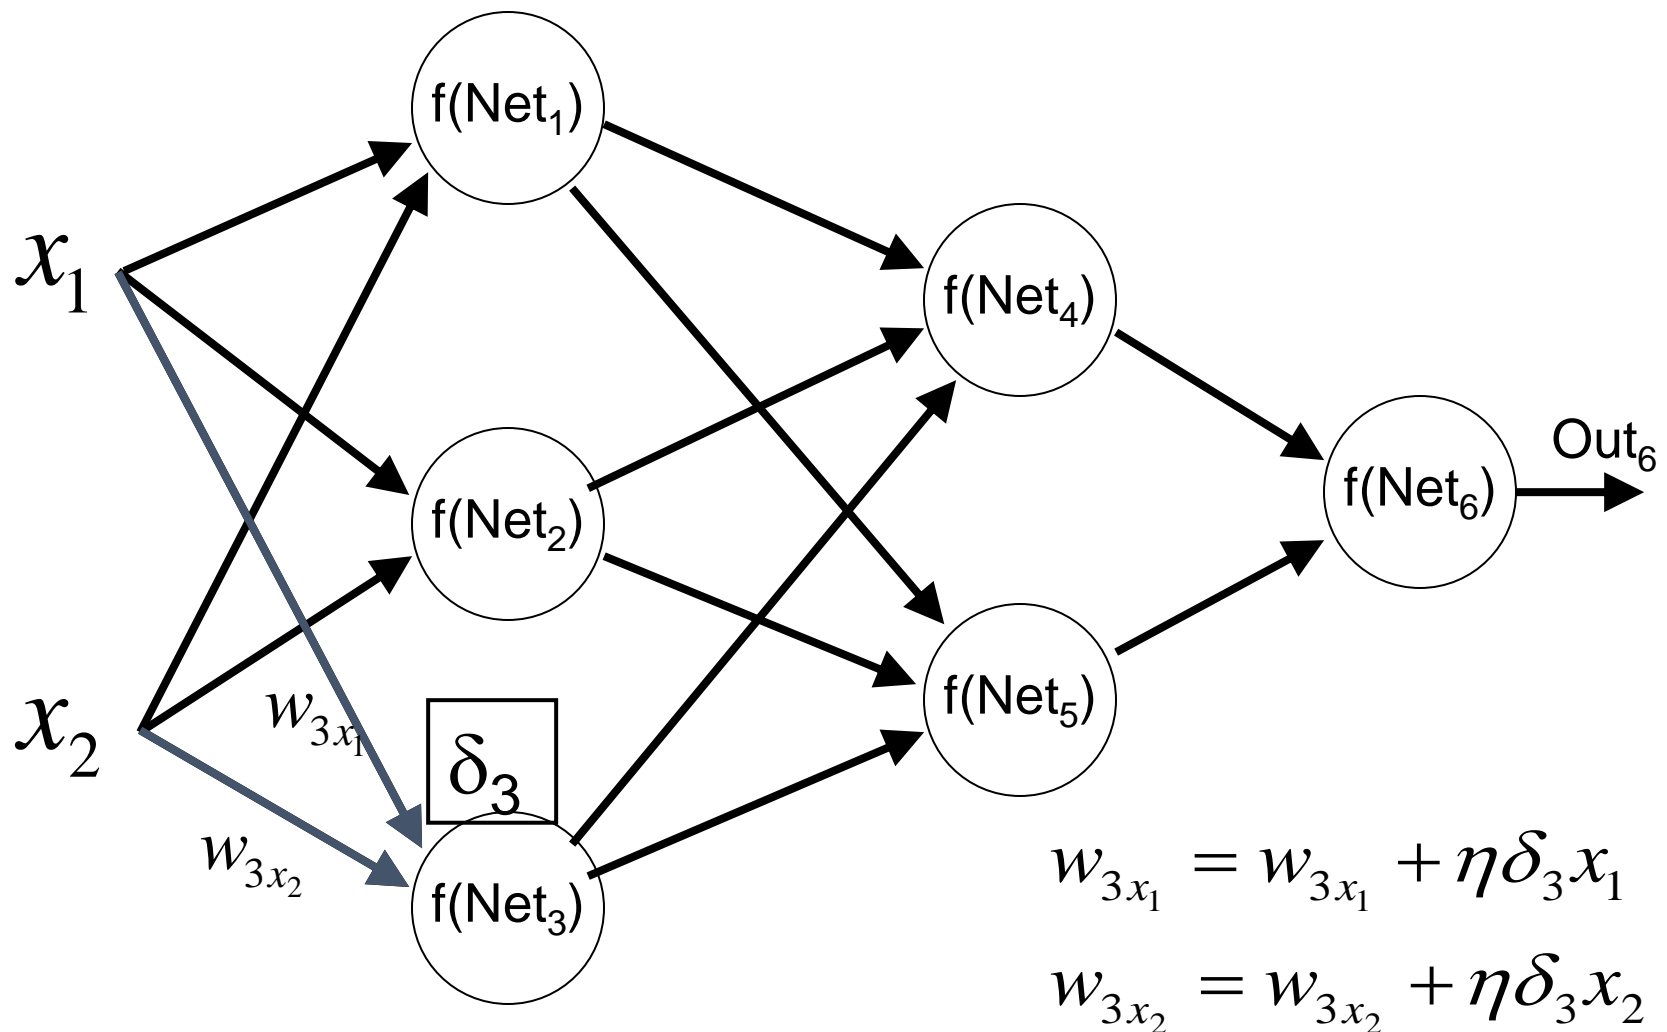 f(Net₁)
x₁
f(Net₄)
Out₆
f(Net₆)
f(Net₂)
x₂
w₃ₓ₁
δ₃
f(Net₅)
w₃ₓ₂
f(Net₃)
w₃ₓ₁ = w₃ₓ₁ + ηδ₃x₁
w₃ₓ₂ = w₃ₓ₂ + ηδ₃x₂